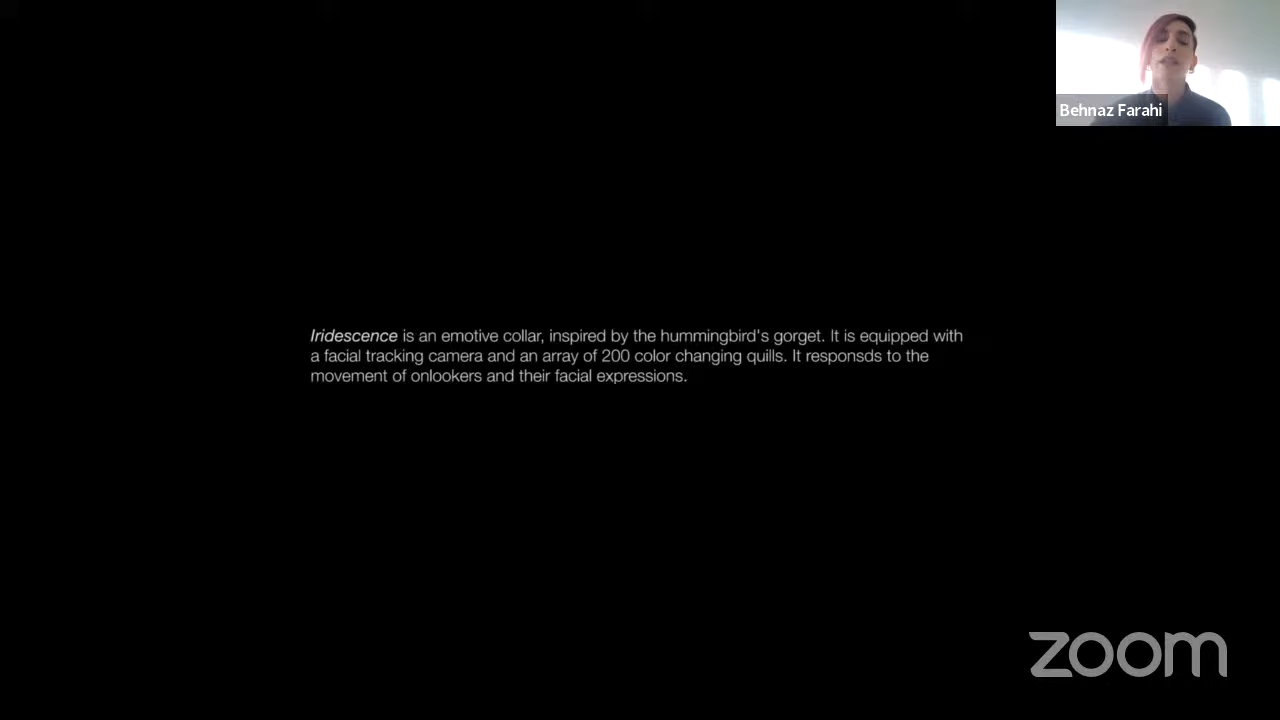 Behnaz Farahi
Iridescence is an emotive collar, inspired by the hummingbird's gorget. It is equipped with
a facial tracking camera and an array of 200 color changing quills. It responsds to the
movement of onlookers and their facial expressions.
zoom